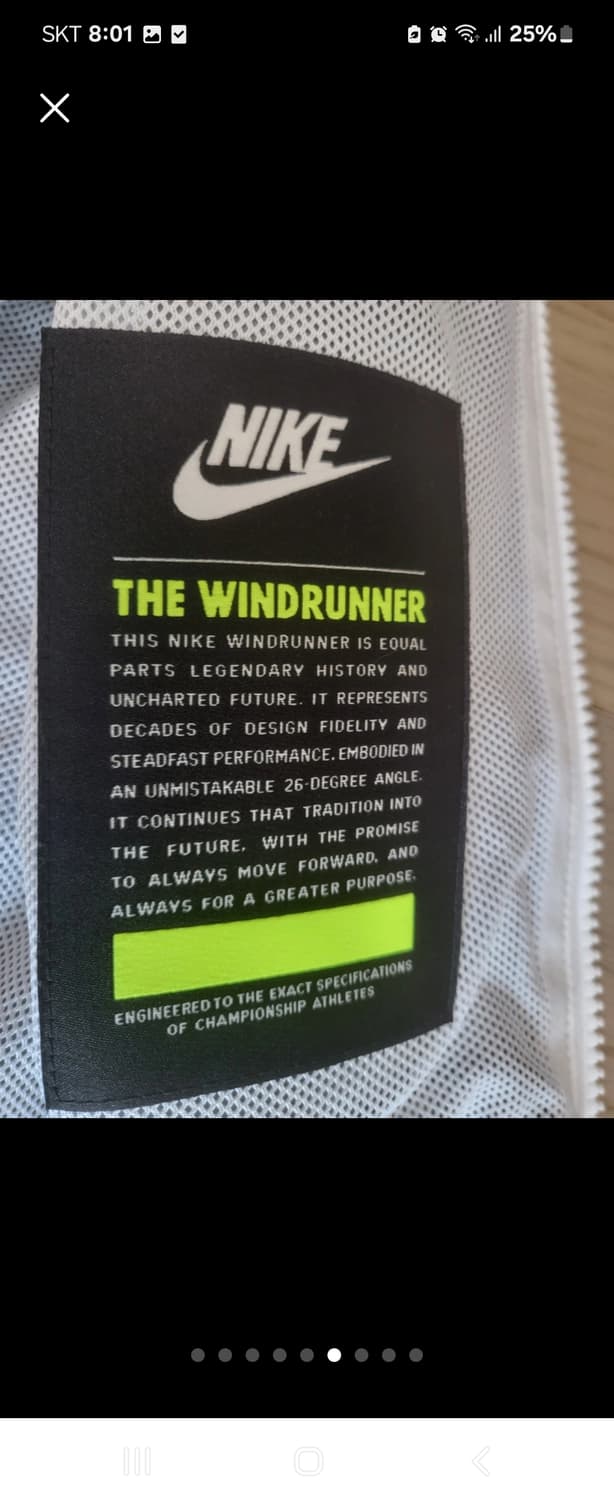 SKT 8:01
25%
NIKE
THE WINDRUNNER
THIS NIKE WINDRUNNER IS EQUAL
PARTS LEGENDARY HISTORY AND
UNCHARTED FUTURE. IT REPRESENTS
DECADES OF DESIGN FIDELITY AND
STEADFAST PERFORMANCE. EMBODIED IN
AN UNMISTAKABLE 26-DEGREE ANGLE.
IT CONTINUES THAT TRADITION INTO
THE FUTURE. WITH THE PROMISE
TO ALWAYS MOVE FORWARD. AND
ALWAYS FOR A GREATER PURPOSE.
ENGINEERED TO THE EXACT SPECIFICATIONS
OF CHAMPIONSHIP ATHLETES